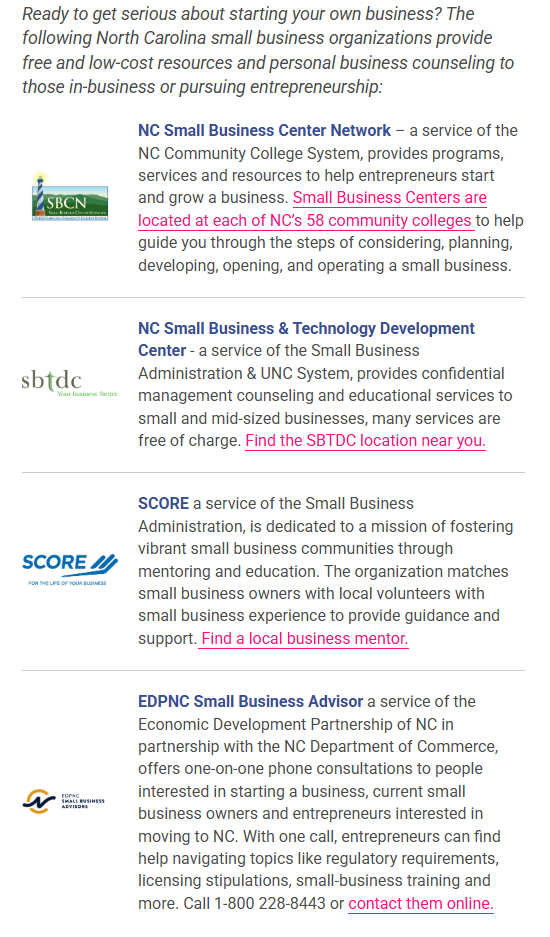 Ready to get serious about starting your own business? The
following North Carolina small business organizations provide
free and low-cost resources and personal business counseling to
those in-business or pursuing entrepreneurship:
SBCN
SMALL BUSINESS CENTER NETWORK
NC Small Business Center Network – a service of the
NC Community College System, provides programs,
services and resources to help entrepreneurs start
and grow a business. Small Business Centers are
located at each of NC’s 58 community colleges to help
guide you through the steps of considering, planning,
developing, opening, and operating a small business.
sbtdc
Your business. Better.
NC Small Business & Technology Development
Center - a service of the Small Business
Administration & UNC System, provides confidential
management counseling and educational services to
small and mid-sized businesses, many services are
free of charge. Find the SBTDC location near you.
SCORE
FOR THE LIFE OF YOUR BUSINESS
SCORE a service of the Small Business
Administration, is dedicated to a mission of fostering
vibrant small business communities through
mentoring and education. The organization matches
small business owners with local volunteers with
small business experience to provide guidance and
support. Find a local business mentor.
EDPNC
SMALL BUSINESS
ADVISORS
EDPNC Small Business Advisor a service of the
Economic Development Partnership of NC in
partnership with the NC Department of Commerce,
offers one-on-one phone consultations to people
interested in starting a business, current small
business owners and entrepreneurs interested in
moving to NC. With one call, entrepreneurs can find
help navigating topics like regulatory requirements,
licensing stipulations, small-business training and
more. Call 1-800 228-8443 or contact them online.